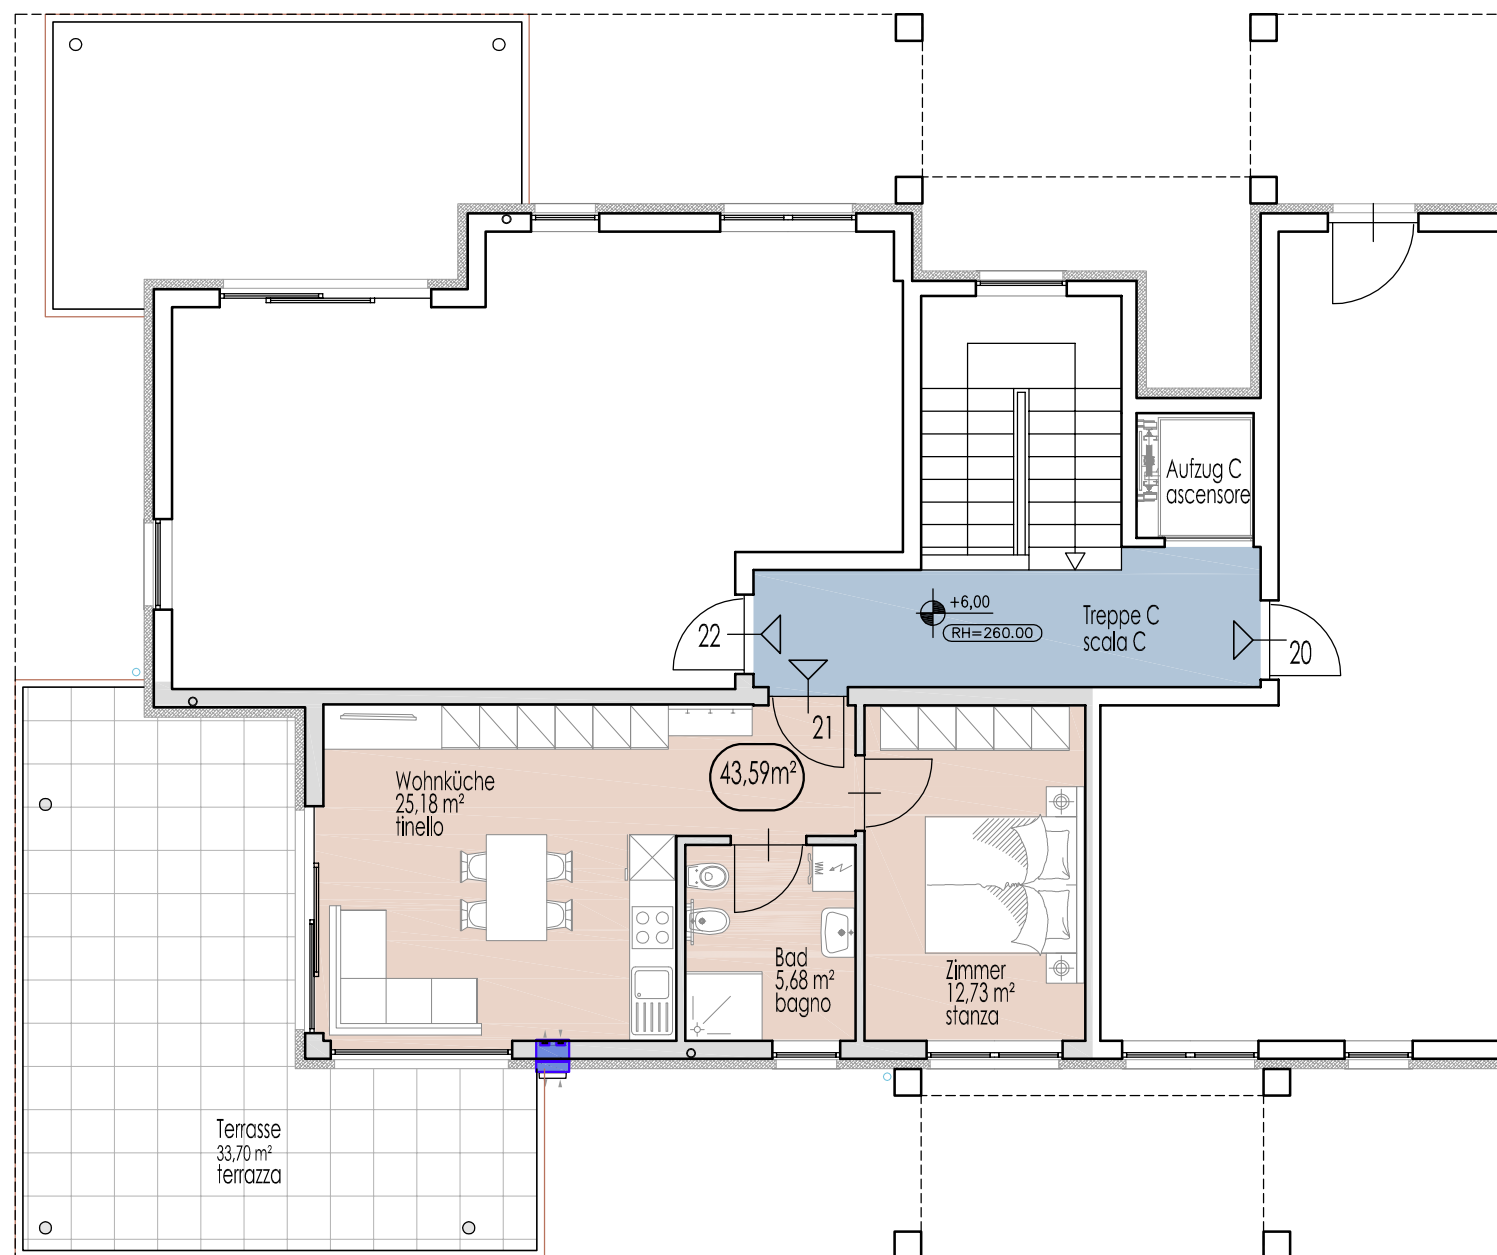 Aufzug C
ascensore
+6,00
RH=260.00
Treppe C
scala C
22
20
21
43,59m²
Wohnküche
25,18 m²
tinello
WM
Bad
5,68 m²
bagno
Zimmer
12,73 m²
stanza
Terrasse
33,70 m²
terrazza